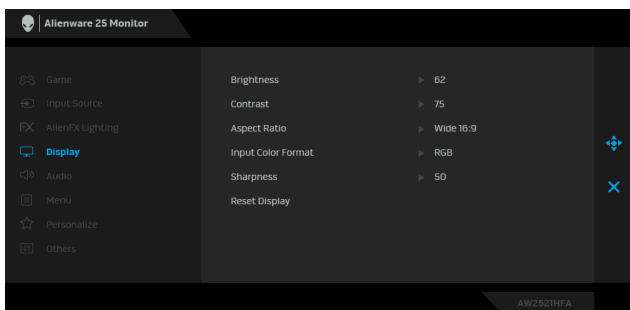 Alienware 25 Monitor
Game
Input Source
FX AlienFX Lighting
Display
Audio
Menu
Personalize
Others
Brightness 62
Contrast 75
Aspect Ratio Wide 16:9
Input Color Format RGB
Sharpness 50
Reset Display
AW2521HFA